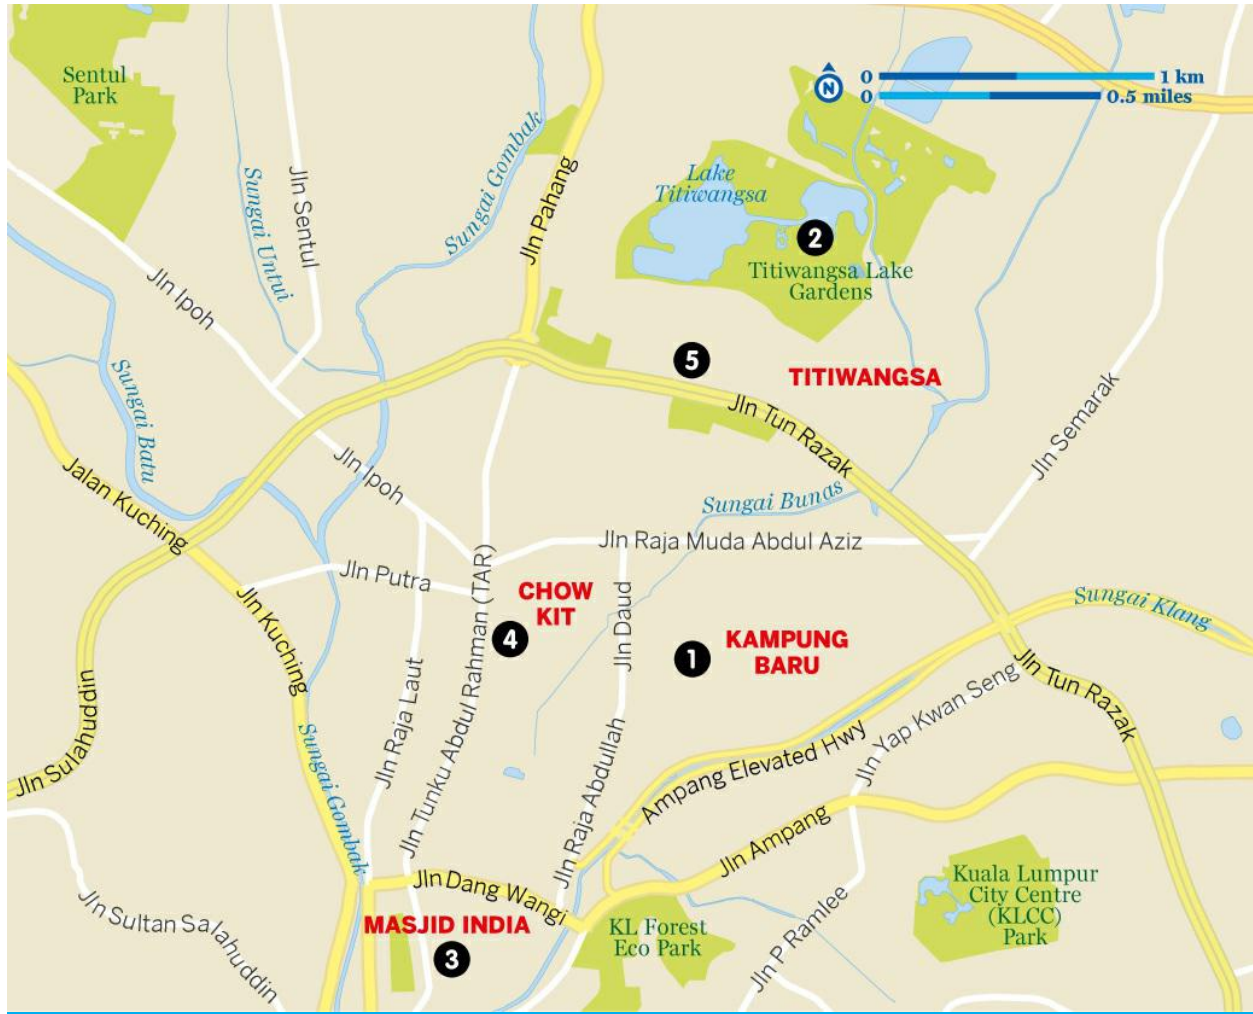 Sentul
Park
0
1 km
N
0
0.5 miles
Sungai Gombak
Jln Sentul
Sungai Untui
Jln Pahang
Lake
Titiwangsa
2
Titiwangsa Lake
Gardens
Jln Ipoh
5
TITIWANGSA
Sungai Batu
Jln Tun Razak
Jln Semarak
Jalan Kuching
Jln Ipoh
Sungai Bunas
Jln Raja Muda Abdul Aziz
Jln Putra
CHOW
KIT
4
Jln Kuching
Jln Daud
1
KAMPUNG
BARU
Sungai Klang
Jln Tun Razak
Jln Sulahuddin
Jln Raja Laut
Jln Tunku Abdul Rahman (TAR)
Sungai Gombak
Jln Raja Abdullah
Ampang Elevated Hwy
Jln Yap Kwan Seng
Jln Ampang
Jln Dang Wangi
Jln Sultan Salahuddin
MASJID INDIA
3
KL Forest
Eco Park
Jln P Ramlee
Kuala Lumpur
City Centre
(KLCC)
Park